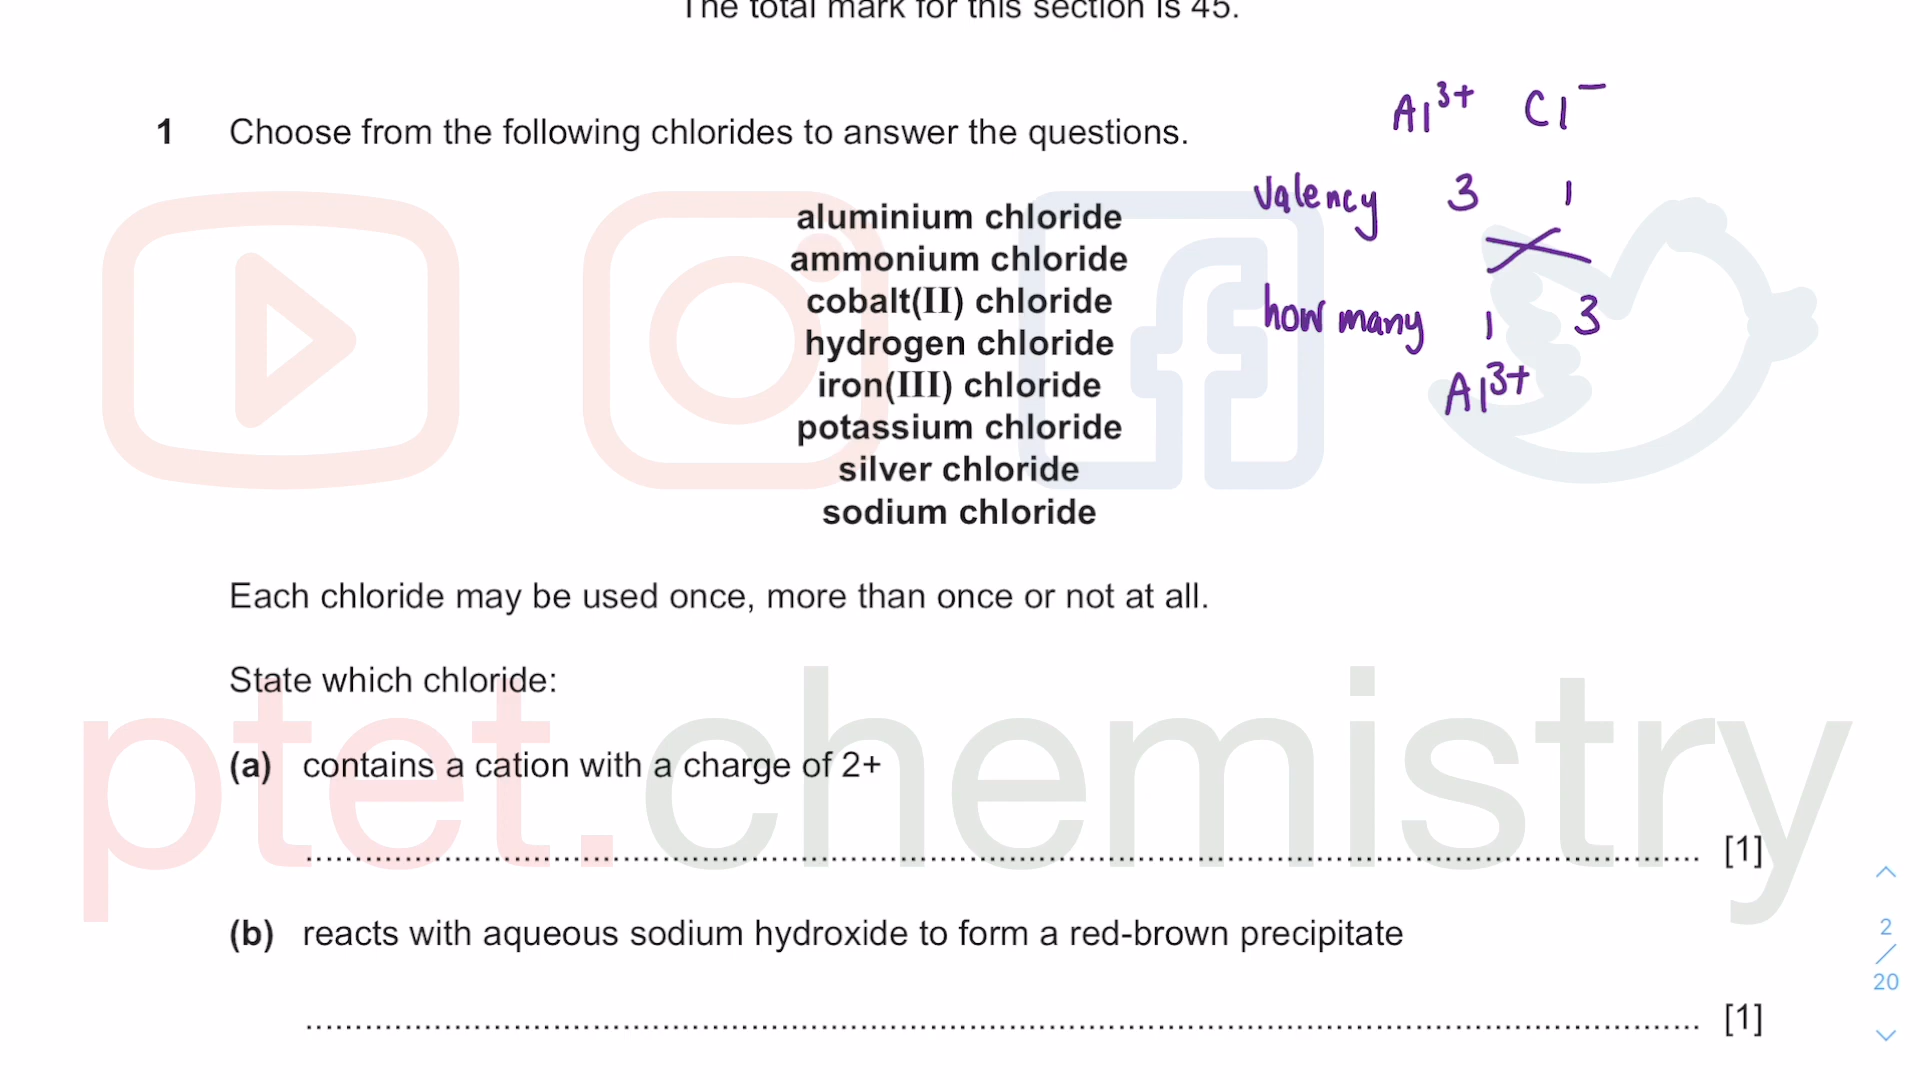 The total mark for this section is 45.
Al³⁺ Cl⁻
1 Choose from the following chlorides to answer the questions.
valency 3 1
aluminium chloride
ammonium chloride
cobalt(II) chloride
how many 1 3
hydrogen chloride
iron(III) chloride
Al³⁺
potassium chloride
silver chloride
sodium chloride
Each chloride may be used once, more than once or not at all.
State which chloride:
ptet.chemistry
(a) contains a cation with a charge of 2+
[1]
(b) reacts with aqueous sodium hydroxide to form a red-brown precipitate
2
/
20
[1]